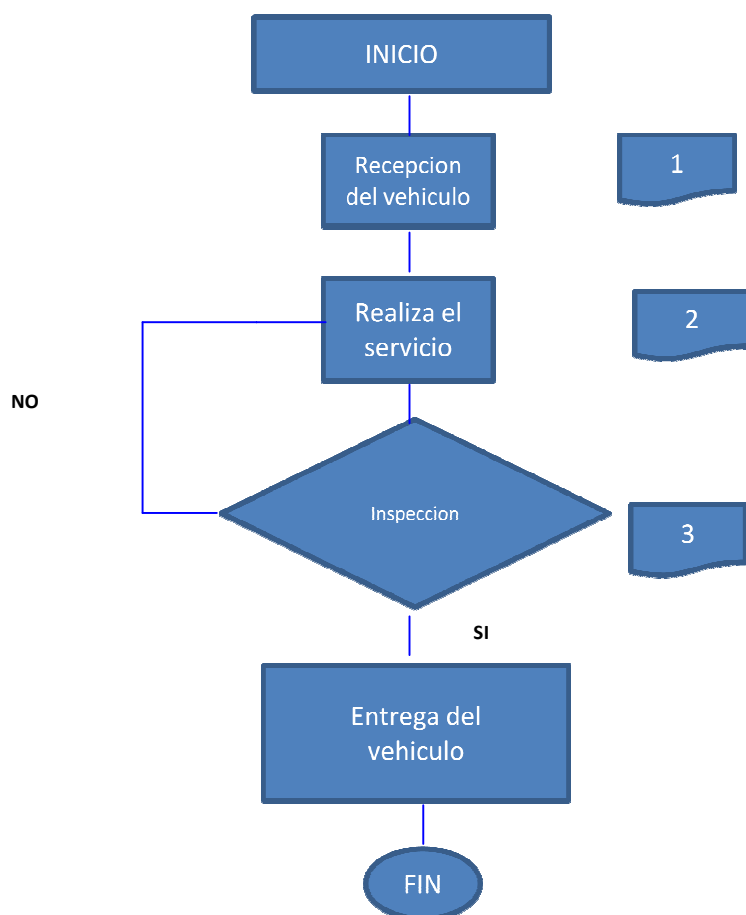 INICIO
Recepcion
del vehiculo
1
Realiza el
servicio
2
NO
Inspeccion
3
SI
Entrega del
vehiculo
FIN